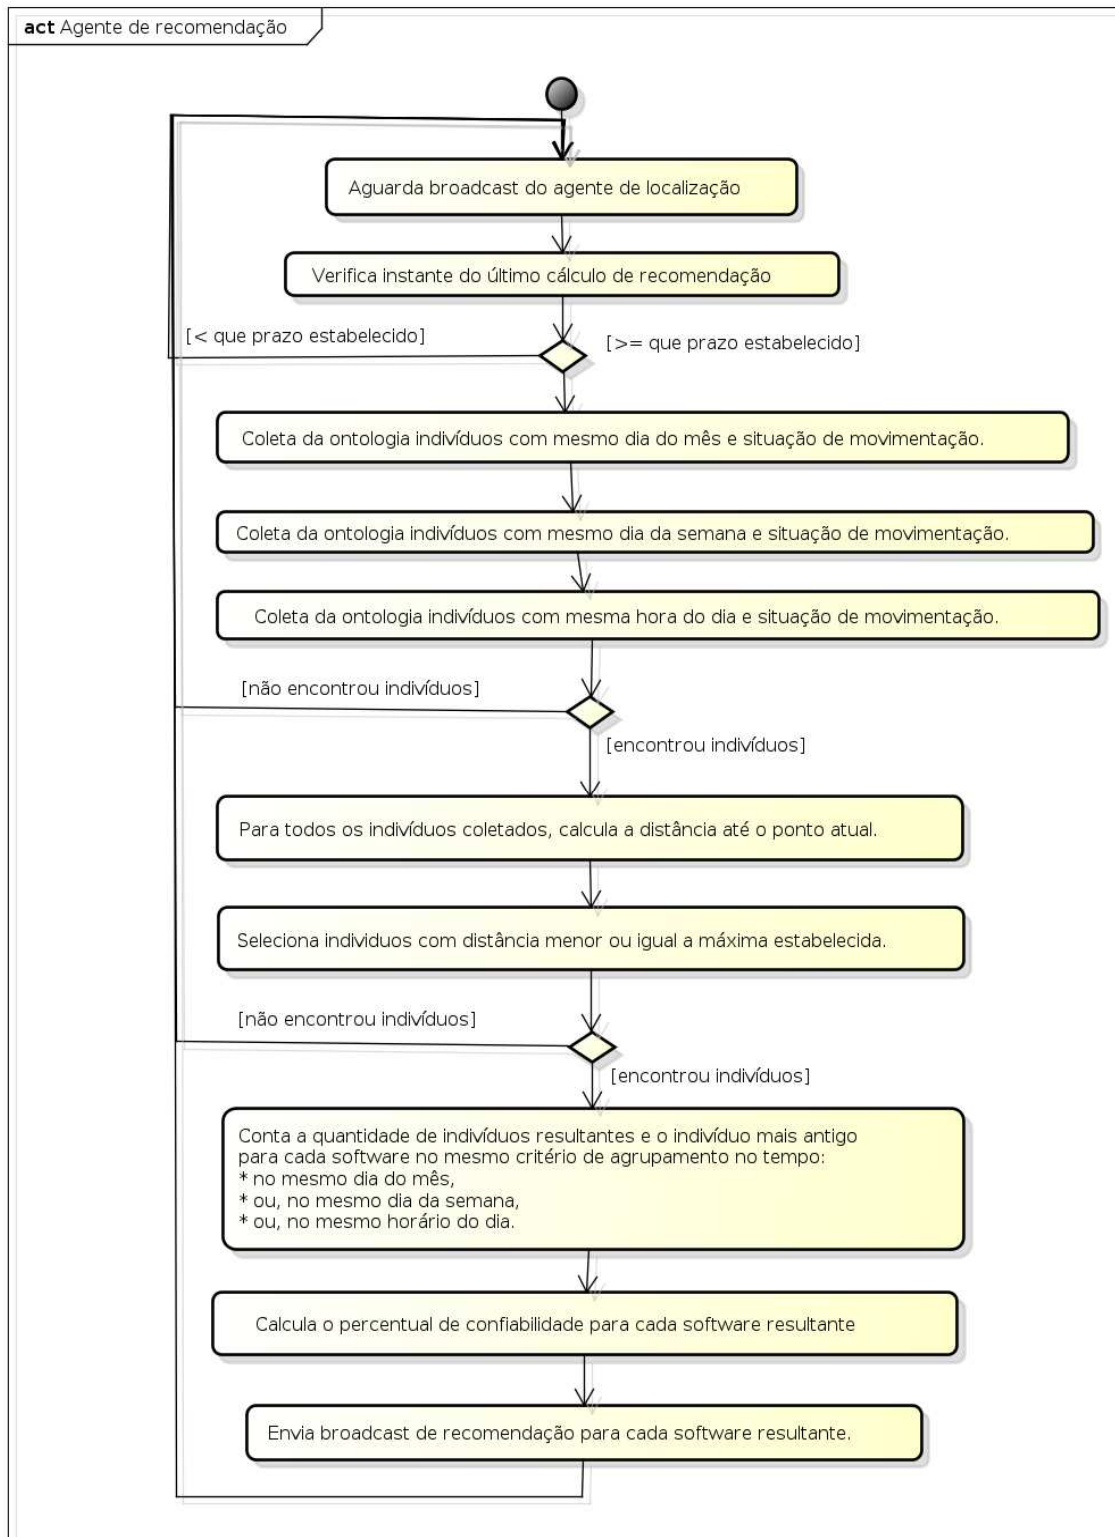 act Agente de recomendação
Aguarda broadcast do agente de localização
Verifica instante do último cálculo de recomendação
[< que prazo estabelecido]
[>= que prazo estabelecido]
Coleta da ontologia indivíduos com mesmo dia do mês e situação de movimentação.
Coleta da ontologia indivíduos com mesmo dia da semana e situação de movimentação.
Coleta da ontologia indivíduos com mesma hora do dia e situação de movimentação.
[não encontrou indivíduos]
[encontrou indivíduos]
Para todos os indivíduos coletados, calcula a distância até o ponto atual.
Seleciona individuos com distância menor ou igual a máxima estabelecida.
[não encontrou indivíduos]
[encontrou indivíduos]
Conta a quantidade de indivíduos resultantes e o indivíduo mais antigo
para cada software no mesmo critério de agrupamento no tempo:
* no mesmo dia do mês,
* ou, no mesmo dia da semana,
* ou, no mesmo horário do dia.
Calcula o percentual de confiabilidade para cada software resultante
Envia broadcast de recomendação para cada software resultante.